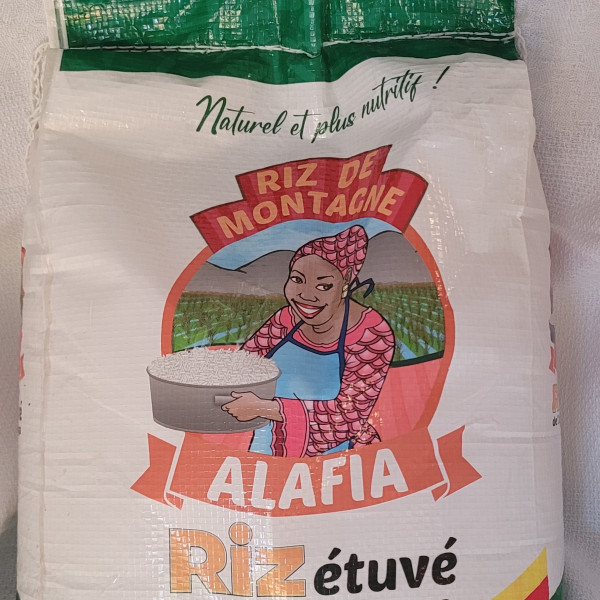 Naturel et plus nutritif !
RIZ DE
MONTAGNE
ALAFIA
Riz étuvé